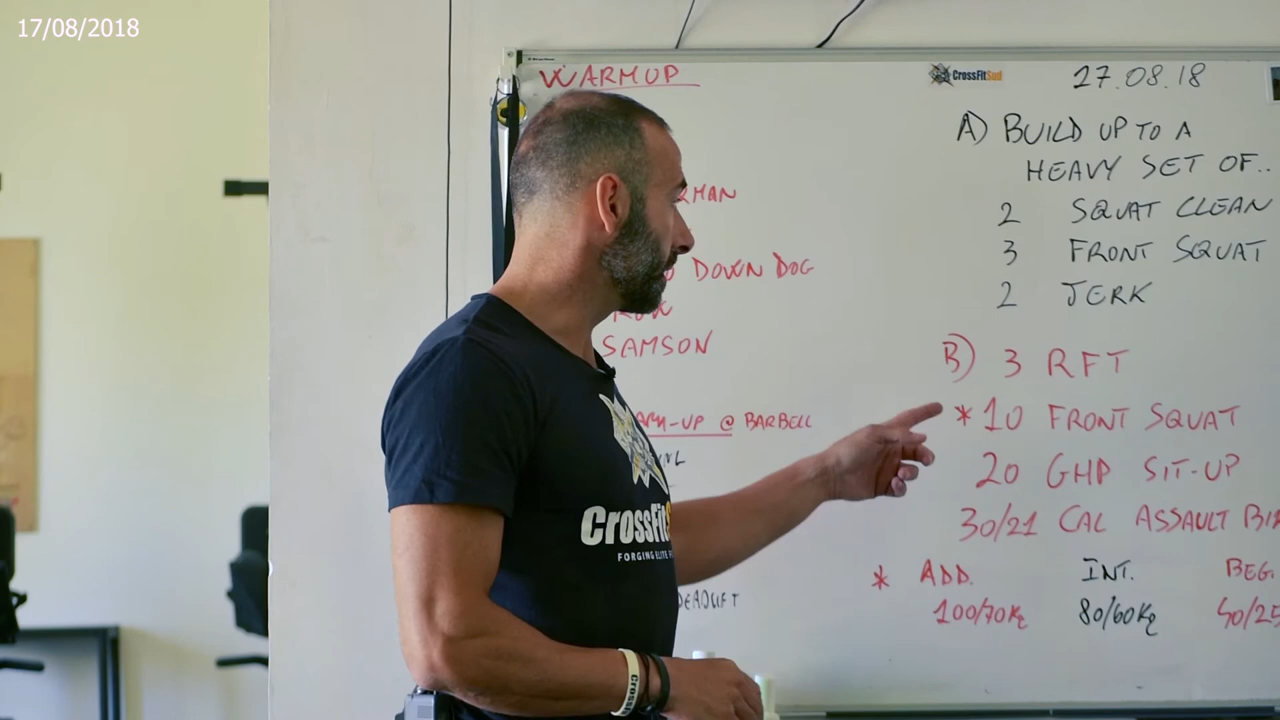 17/08/2018
WARMUP
DOWN DOG
SAMSON
@ BARBELL
CrossFitSud
27.08.18
A) BUILD UP TO A
HEAVY SET OF..
2 SQUAT CLEAN
3 FRONT SQUAT
2 JERK
B) 3 RFT
*10 FRONT SQUAT
20 GHD SIT-UP
30/21 CAL ASSAULT
* ADD. INT. BEG.
100/70Kg 80/60Kg
CrossFit
FORGING ELITE
CrossFit